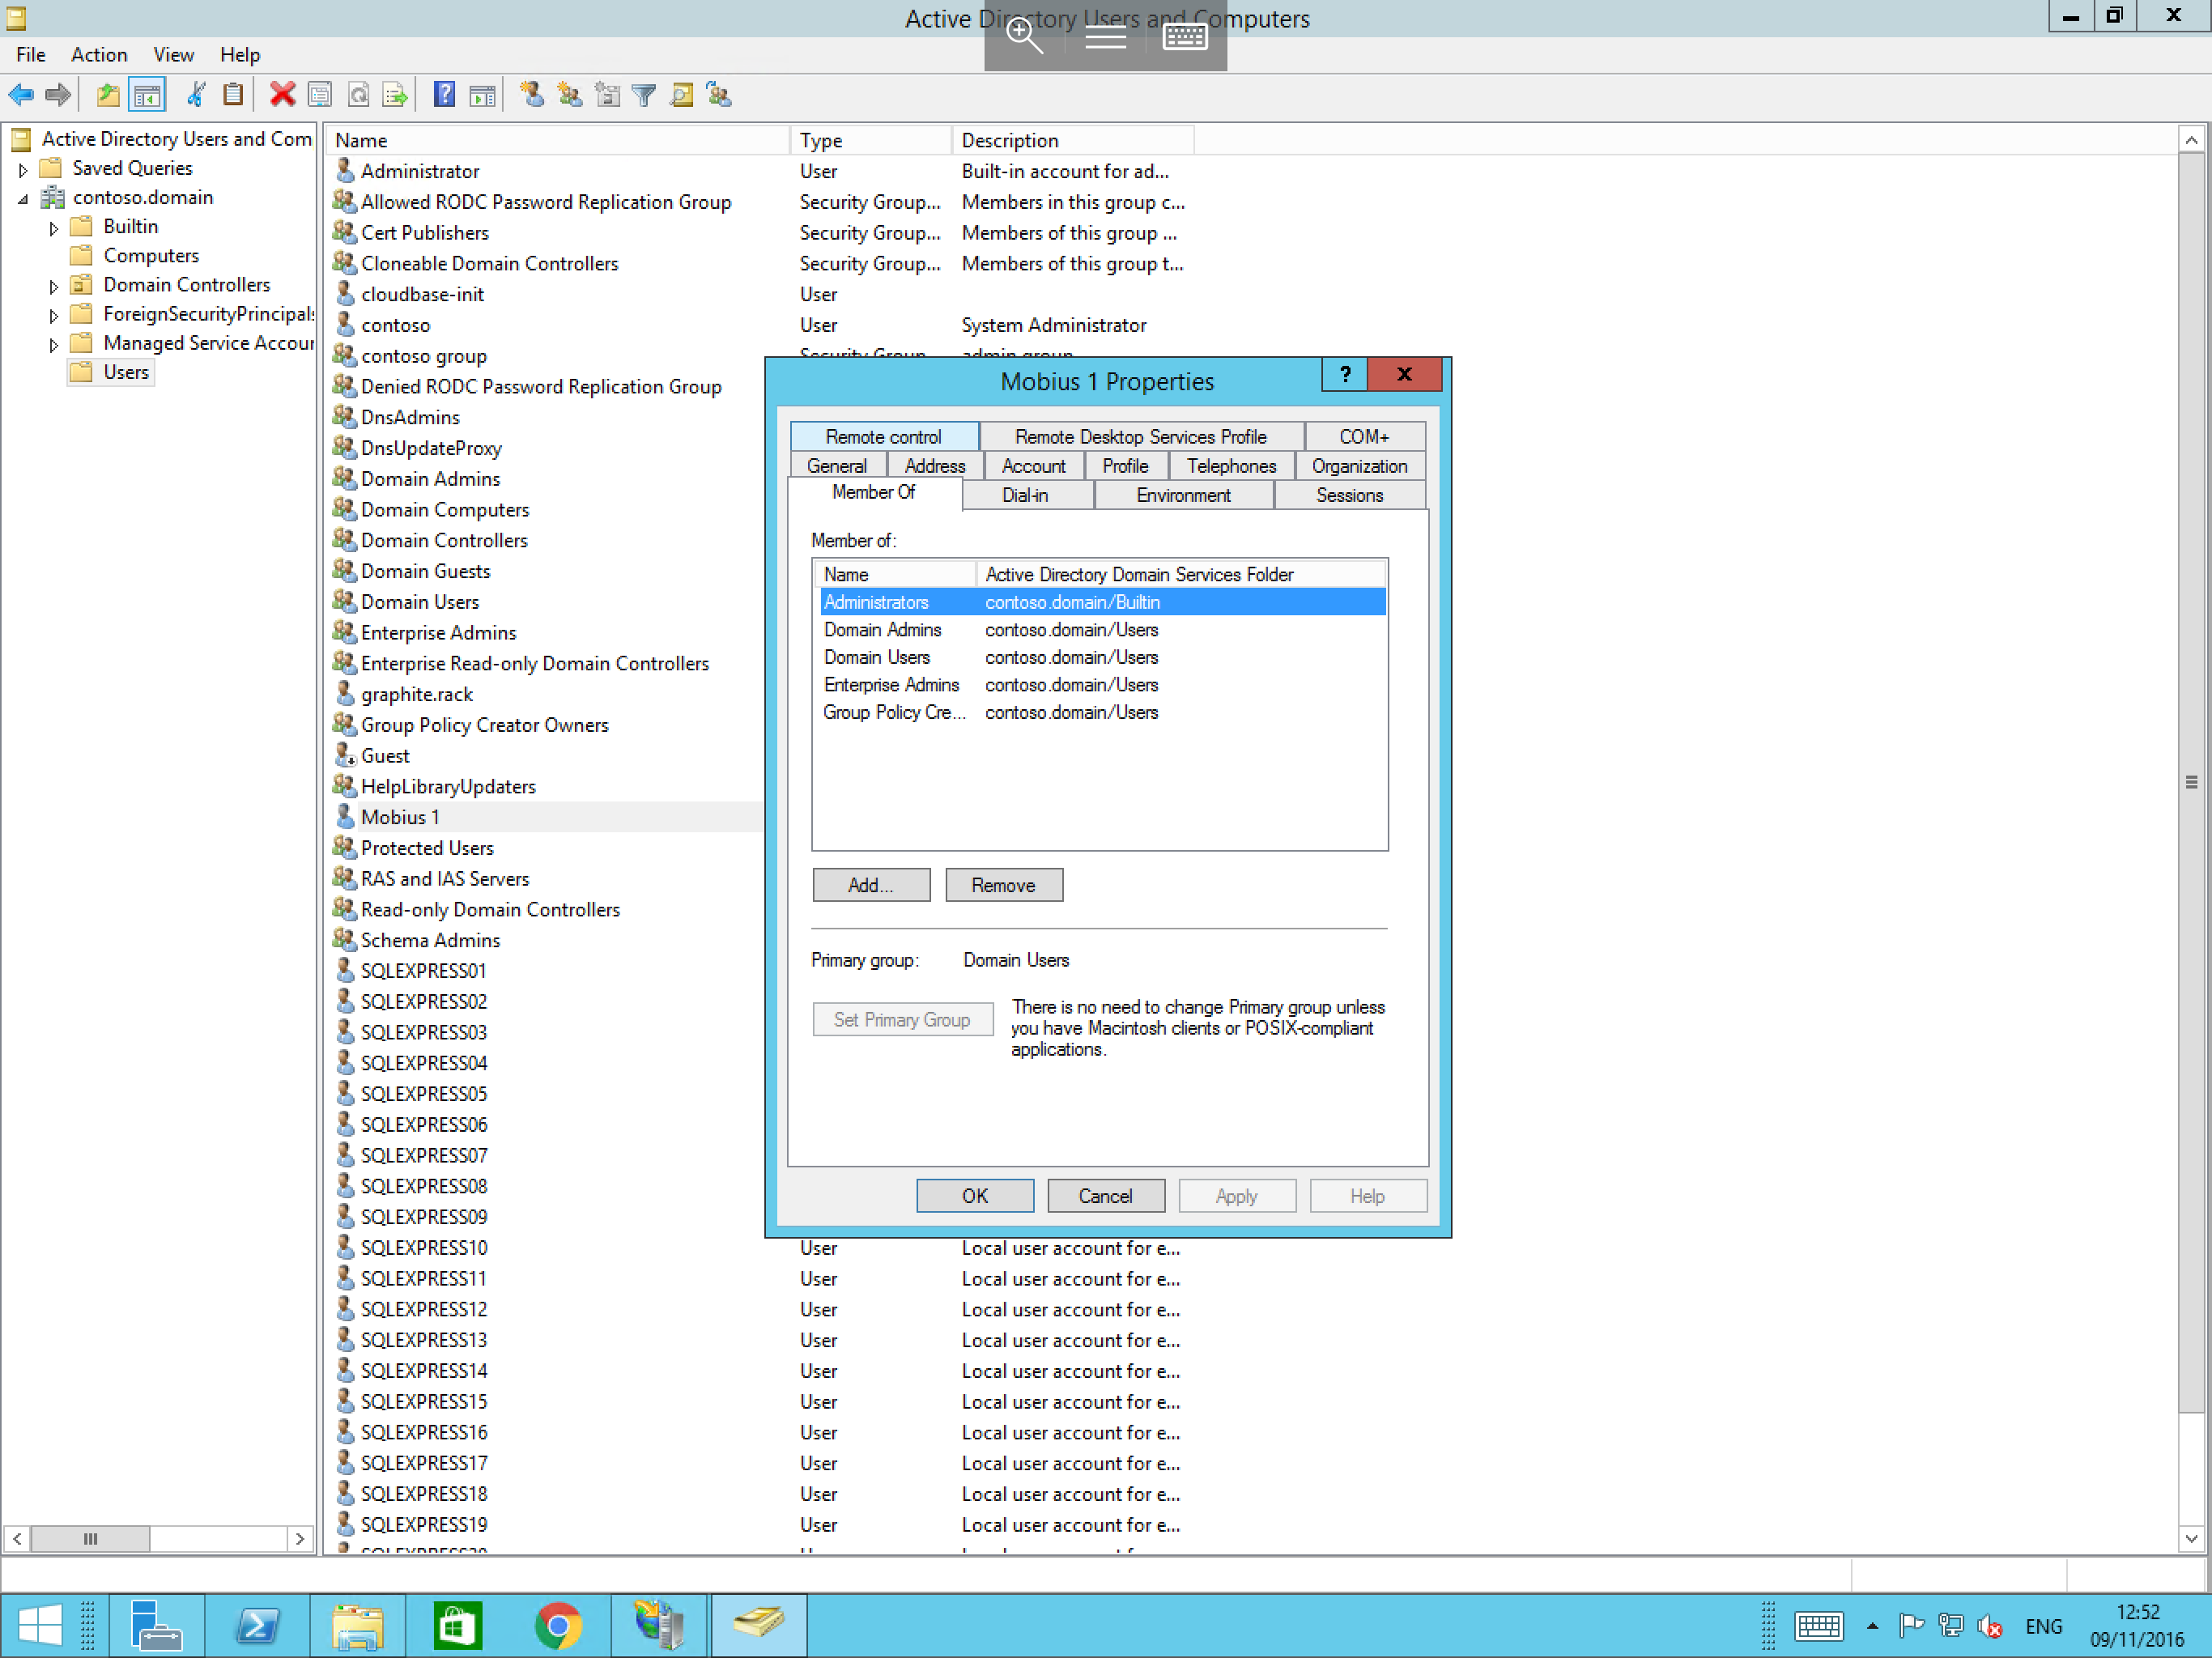 Active Directory Users and Computers
File Action View Help
Active Directory Users and Com
Saved Queries
contoso.domain
Builtin
Computers
Domain Controllers
ForeignSecurityPrincipals
Managed Service Accour
Users
Name Type Description
Administrator User Built-in account for ad...
Allowed RODC Password Replication Group Security Group... Members in this group c...
Cert Publishers Security Group... Members of this group ...
Cloneable Domain Controllers Security Group... Members of this group t...
cloudbase-init User
contoso User System Administrator
contoso group Security Group... admin group
Denied RODC Password Replication Group
DnsAdmins
DnsUpdateProxy
Domain Admins
Domain Computers
Domain Controllers
Domain Guests
Domain Users
Enterprise Admins
Enterprise Read-only Domain Controllers
graphite.rack
Group Policy Creator Owners
Guest
HelpLibraryUpdaters
Mobius 1
Protected Users
RAS and IAS Servers
Read-only Domain Controllers
Schema Admins
SQLEXPRESS01
SQLEXPRESS02
SQLEXPRESS03
SQLEXPRESS04
SQLEXPRESS05
SQLEXPRESS06
SQLEXPRESS07
SQLEXPRESS08
SQLEXPRESS09
SQLEXPRESS10 User Local user account for e...
SQLEXPRESS11 User Local user account for e...
SQLEXPRESS12 User Local user account for e...
SQLEXPRESS13 User Local user account for e...
SQLEXPRESS14 User Local user account for e...
SQLEXPRESS15 User Local user account for e...
SQLEXPRESS16 User Local user account for e...
SQLEXPRESS17 User Local user account for e...
SQLEXPRESS18 User Local user account for e...
SQLEXPRESS19 User Local user account for e...
Mobius 1 Properties
? x
Remote control Remote Desktop Services Profile COM+
General Address Account Profile Telephones Organization
Member Of Dial-in Environment Sessions
Member of:
Name Active Directory Domain Services Folder
Administrators contoso.domain/Builtin
Domain Admins contoso.domain/Users
Domain Users contoso.domain/Users
Enterprise Admins contoso.domain/Users
Group Policy Cre... contoso.domain/Users
Add... Remove
Primary group: Domain Users
Set Primary Group
There is no need to change Primary group unless
you have Macintosh clients or POSIX-compliant
applications.
OK Cancel Apply Help
ENG
12:52
09/11/2016